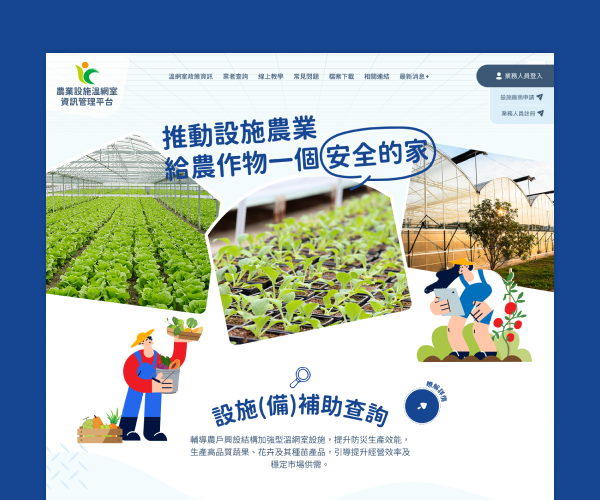 農業設施溫網室
資訊管理平台
溫網室政策資訊 業者查詢 線上教學 常見問題 檔案下載 相關連結 最新消息
業務人員登入
設施廠商申請
業務人員註冊
推動設施農業
給農作物一個安全的家
設施(備)補助查詢
瞭解詳情
輔導農戶興設結構加強型溫網室設施，提升防災生產效能，
生產高品質蔬果、花卉及其種苗產品，引導提升經營效率及
穩定市場供需。